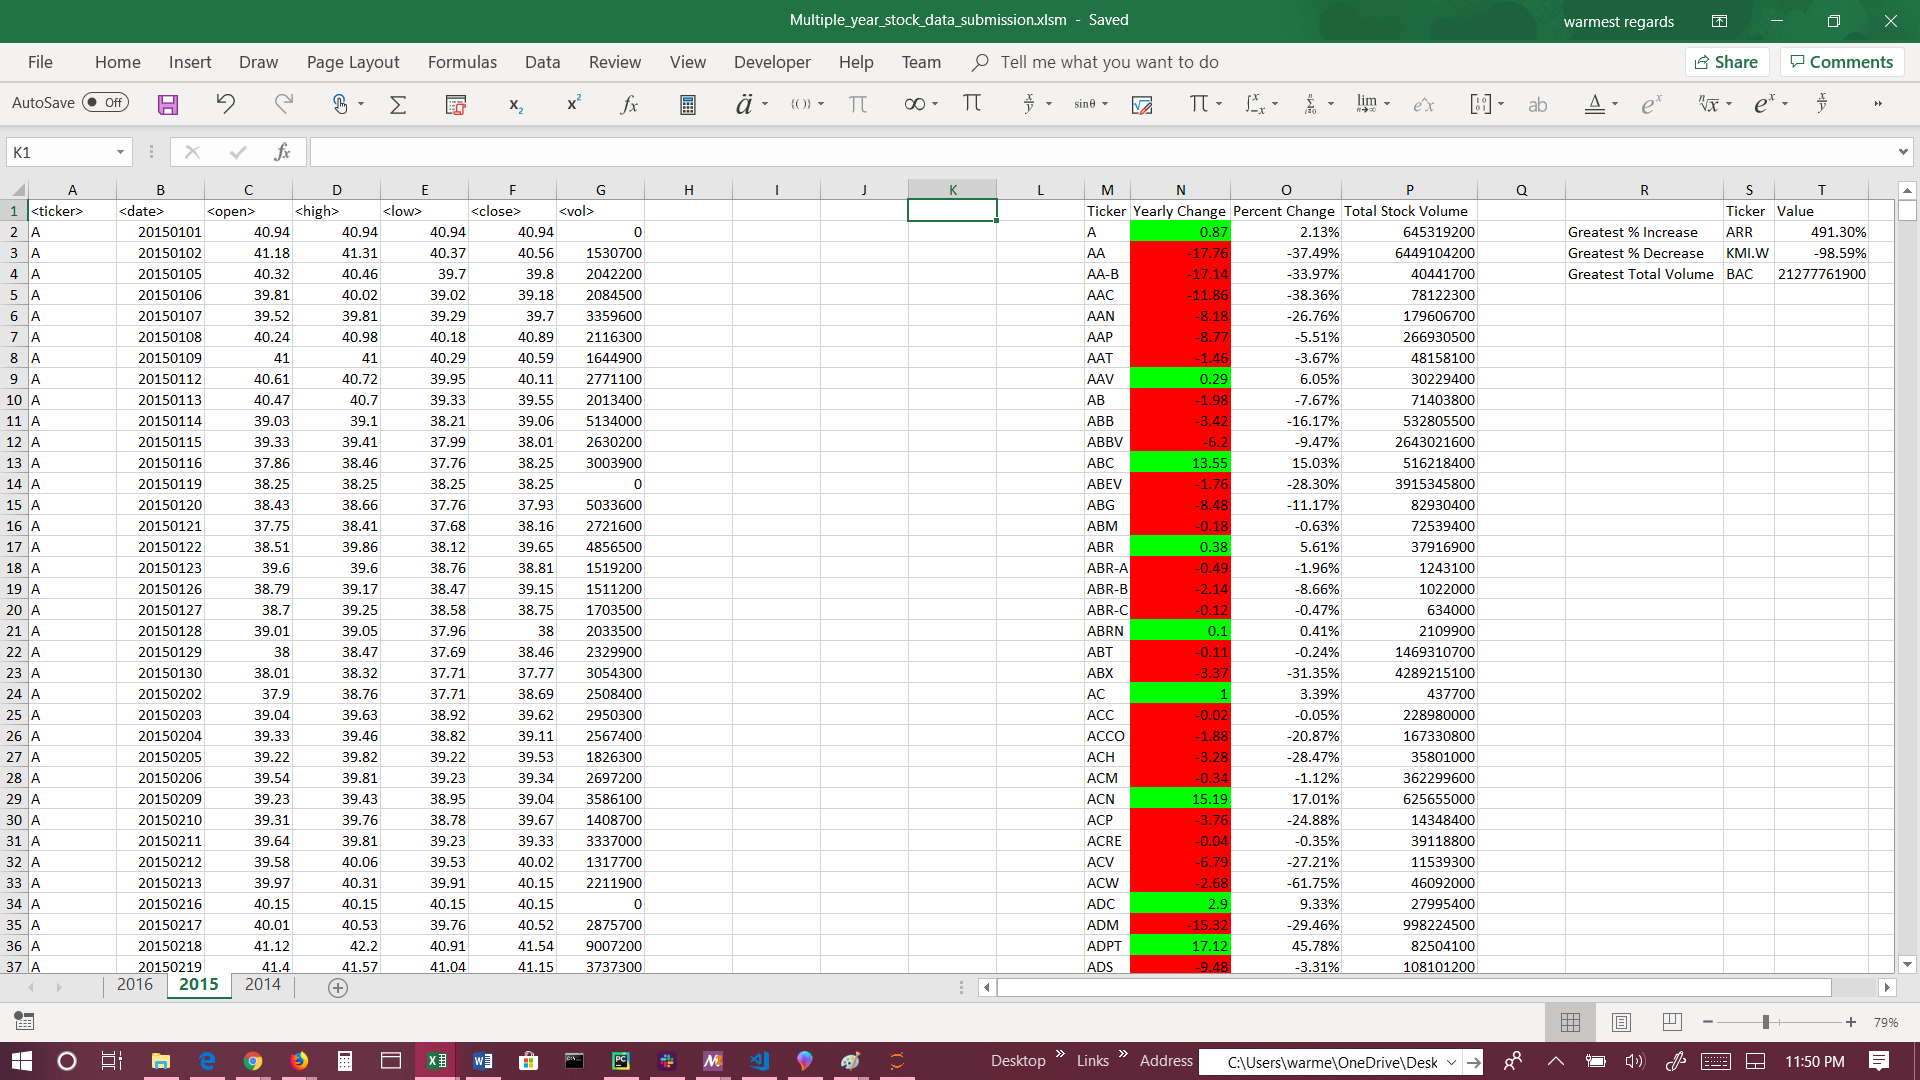 Multiple_year_stock_data_submission.xlsm - Saved
warmest regards
File Home Insert Draw Page Layout Formulas Data Review View Developer Help Team Tell me what you want to do Share Comments
AutoSave Off
K1
A B C D E F G H I J K L M N O P Q R S T
1 <ticker> <date> <open> <high> <low> <close> <vol> Ticker Yearly Change Percent Change Total Stock Volume Ticker Value
2 A 20150101 40.94 40.94 40.94 40.94 0 A 0.87 2.13% 645319200 Greatest % Increase ARR 491.30%
3 A 20150102 41.18 41.31 40.37 40.56 1530700 AA -17.76 -37.49% 6449104200 Greatest % Decrease KMI.W -98.59%
4 A 20150105 40.32 40.46 39.7 39.8 2042200 AA-B -17.14 -33.97% 40441700 Greatest Total Volume BAC 21277761900
5 A 20150106 39.81 40.02 39.02 39.18 2084500 AAC -11.86 -38.36% 78122300
6 A 20150107 39.52 39.81 39.29 39.7 3359600 AAN -8.18 -26.76% 179606700
7 A 20150108 40.24 40.98 40.18 40.89 2116300 AAP -8.77 -5.51% 266930500
8 A 20150109 41 41 40.29 40.59 1644900 AAT -1.46 -3.67% 48158100
9 A 20150112 40.61 40.72 39.95 40.11 2771100 AAV 0.29 6.05% 30229400
10 A 20150113 40.47 40.7 39.33 39.55 2013400 AB -1.98 -7.67% 71403800
11 A 20150114 39.03 39.1 38.21 39.06 5134000 ABB -3.42 -16.17% 532805500
12 A 20150115 39.33 39.41 37.99 38.01 2630200 ABBV -6.2 -9.47% 2643021600
13 A 20150116 37.86 38.46 37.76 38.25 3003900 ABC 13.55 15.03% 516218400
14 A 20150119 38.25 38.25 38.25 38.25 0 ABEV -1.76 -28.30% 3915345800
15 A 20150120 38.43 38.66 37.76 37.93 5033600 ABG -8.48 -11.17% 82930400
16 A 20150121 37.75 38.41 37.68 38.16 2721600 ABM -0.18 -0.63% 72539400
17 A 20150122 38.51 39.86 38.12 39.65 4856500 ABR 0.38 5.61% 37916900
18 A 20150123 39.6 39.6 38.76 38.81 1519200 ABR-A -0.49 -1.96% 1243100
19 A 20150126 38.79 39.17 38.47 39.15 1511200 ABR-B -2.14 -8.66% 1022000
20 A 20150127 38.7 39.25 38.58 38.75 1703500 ABR-C -0.12 -0.47% 634000
21 A 20150128 39.01 39.05 37.96 38 2033500 ABRN 0.1 0.41% 2109900
22 A 20150129 38 38.47 37.69 38.46 2329900 ABT -0.11 -0.24% 1469310700
23 A 20150130 38.01 38.32 37.71 37.77 3054300 ABX -3.37 -31.35% 4289215100
24 A 20150202 37.9 38.76 37.71 38.69 2508400 AC 1 3.39% 437700
25 A 20150203 39.04 39.63 38.92 39.62 2950300 ACC -0.02 -0.05% 228980000
26 A 20150204 39.33 39.46 38.82 39.11 2567400 ACCO -1.88 -20.87% 167330800
27 A 20150205 39.22 39.82 39.22 39.53 1826300 ACH -3.28 -28.47% 35801000
28 A 20150206 39.54 39.81 39.23 39.34 2697200 ACM -0.34 -1.12% 362299600
29 A 20150209 39.23 39.43 38.95 39.04 3586100 ACN 15.19 17.01% 625655000
30 A 20150210 39.31 39.76 38.78 39.67 1408700 ACP -3.76 -24.88% 14348400
31 A 20150211 39.64 39.81 39.23 39.33 3337000 ACRE -0.04 -0.35% 39118800
32 A 20150212 39.58 40.06 39.53 40.02 1317700 ACV -6.79 -27.21% 11539300
33 A 20150213 39.97 40.31 39.91 40.15 2211900 ACW -2.68 -61.75% 46092000
34 A 20150216 40.15 40.15 40.15 40.15 0 ADC 2.9 9.33% 27995400
35 A 20150217 40.01 40.53 39.76 40.52 2875700 ADM -15.32 -29.46% 998224500
36 A 20150218 41.12 42.2 40.91 41.54 9007200 ADPT 17.12 45.78% 82504100
37 A 20150219 41.4 41.57 41.04 41.15 3737300 ADS -9.48 -3.31% 108101200
2016 2015 2014
79%
Desktop Links Address C:\Users\warme\OneDrive\Desk 11:50 PM